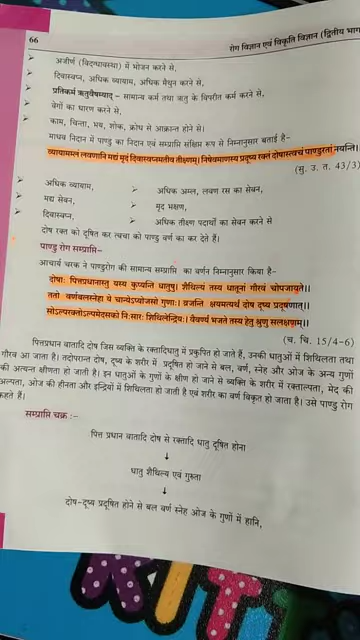 66
रोग विज्ञान एवं विकृति विज्ञान (द्वितीय भाग
➤ अजीर्ण (विदग्धावस्था) में भोजन करने से,
➤ दिवास्वप्न, अधिक व्यायाम, अधिक मैथुन करने से,
➤ प्रतिकर्म ऋतुवैषम्याद् – सामान्य कर्म तथा ऋतु के विपरीत कर्म करने से,
➤ वेगों का धारण करने से,
➤ काम, चिन्ता, भय, शोक, क्रोध से आक्रान्त होने से।
माधव निदान में पाण्डु का निदान एवं सम्प्राप्ति संक्षिप्त रूप से निम्नानुसार बताई है–
व्यायाममम्लं लवणानि मद्यं मृदं दिवास्वप्नमतीव तीक्ष्णम्। निषेवमाणस्य प्रदूष्य रक्तं दोषास्त्वचं पाण्डुरतां नयन्ति।।
(सु. उ. त. 43/3)
➤ अधिक व्यायाम, ➤ अधिक अम्ल, लवण रस का सेवन,
➤ मद्य सेवन, ➤ मृद भक्षण,
➤ दिवास्वप्न, ➤ अधिक तीक्ष्ण पदार्थों का सेवन करने से
दोष रक्त को दूषित कर त्वचा को पाण्डु वर्ण का कर देते हैं।
पाण्डु रोग सम्प्राप्ति-
आचार्य चरक ने पाण्डुरोग की सामान्य सम्प्राप्ति का वर्णन निम्नानुसार किया है-
दोषाः पित्तप्रधानास्तु यस्य कुप्यन्ति धातुषु। शैथिल्यं तस्य धातूनां गौरवं चोपजायते।।
ततो वर्णबलस्नेहा ये चान्येऽप्योजसो गुणाः। व्रजन्ति क्षयमत्यर्थं दोष दूष्य प्रदूषणात्।।
सोऽल्परक्तोऽल्पमेदस्को निःसारः शिथिलेन्द्रियः। वैवर्ण्यं भजते तस्य हेतु श्रृणु सलक्षणम्।।
(च. चि. 15/4-6)
पित्तप्रधान वातादि दोष जिस व्यक्ति के रक्तादिधातु में प्रकुपित हो जाते हैं, उनकी धातुओं में शिथिलता तथा
गौरव आ जाता है। तदोपरान्त दोष, दूष्य के शरीर में प्रदूषित हो जाने से बल, वर्ण, स्नेह और ओज के अन्य गुणों
की अत्यन्त क्षीणता हो जाती है। इन धातुओं के गुणों के क्षीण हो जाने से व्यक्ति के शरीर में रक्ताल्पता, मेद की
अल्पता, ओज की हीनता और इन्द्रियों में शिथिलता हो जाती है एवं शरीर का वर्ण विकृत हो जाता है। उसे पाण्डु रोग
कहते हैं।
सम्प्राप्ति चक्र :-
पित्त प्रधान वातादि दोष से रक्तादि धातु दूषित होना
↓
धातु शैथिल्य एवं गुरुता
↓
दोष-दूष्य प्रदूषित होने से बल वर्ण स्नेह ओज के गुणों में हानि,
KIT